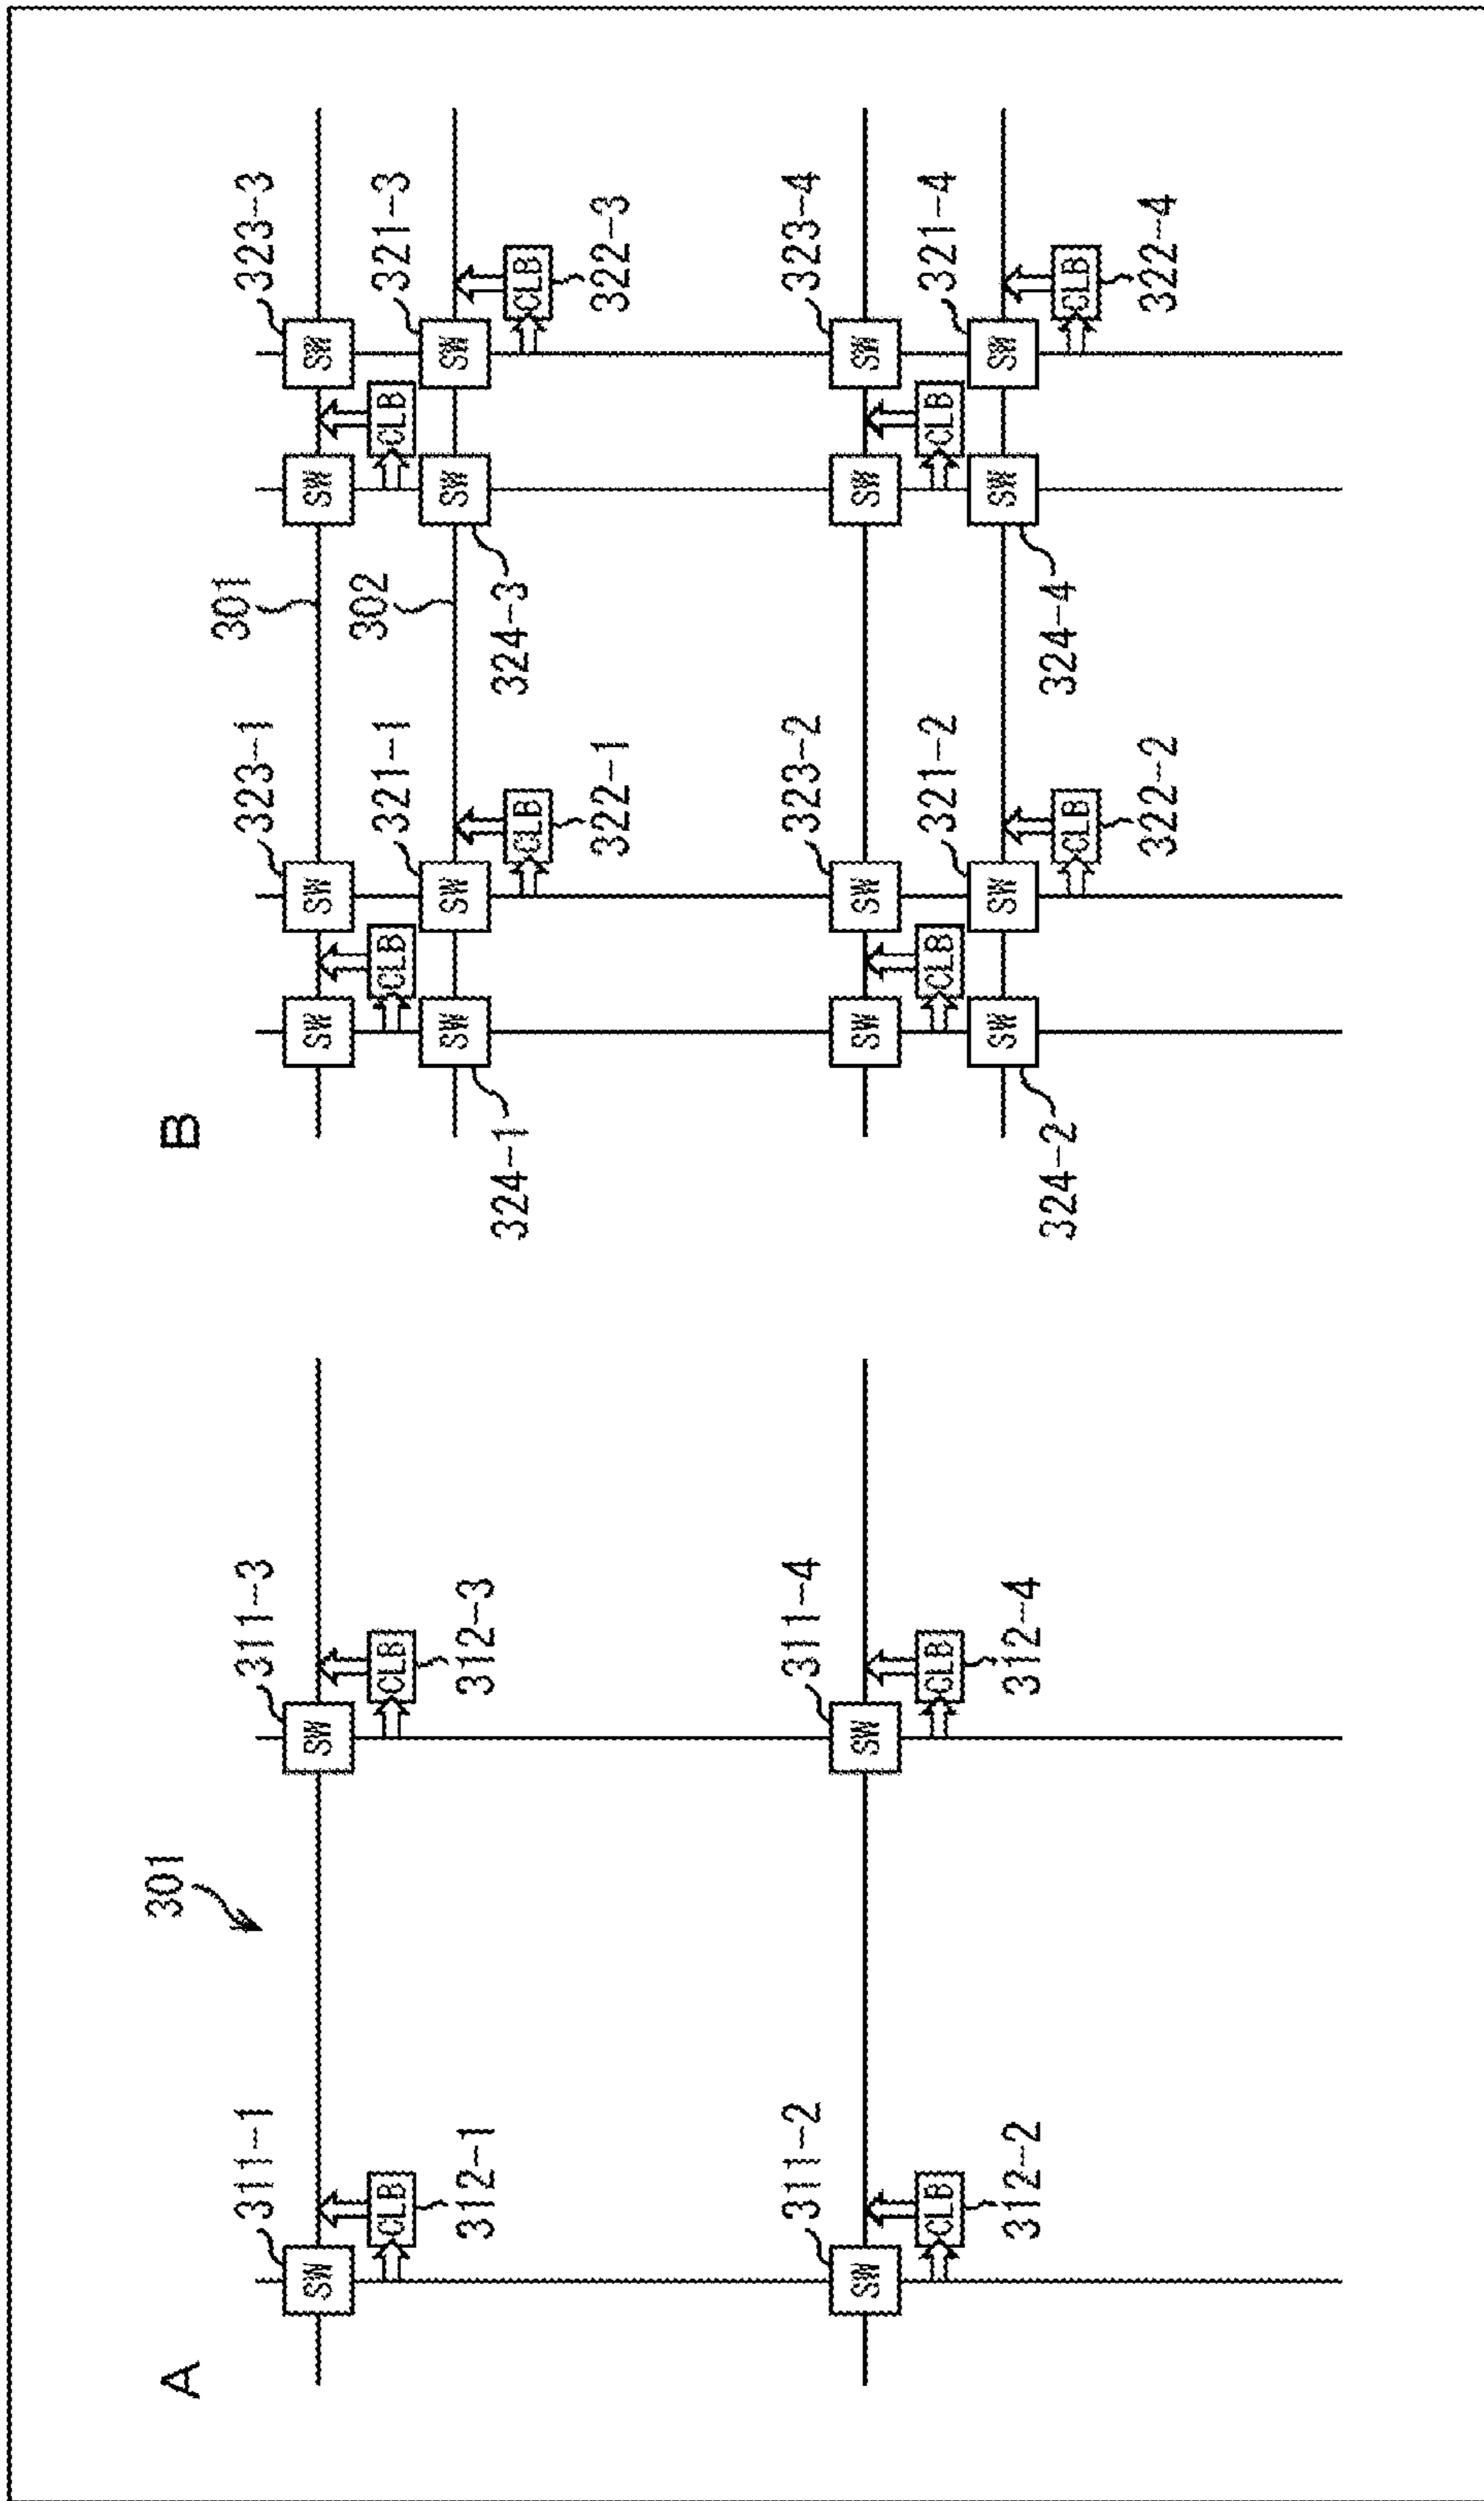 A
301
311-1
311-3
SW
SW
CLB
CLB
312-1
312-3
311-2
311-4
SW
SW
CLB
CLB
312-2
312-4
B
301
323-1
323-3
SW
SW
SW
SW
302
CLB
CLB
321-1
321-3
SW
SW
SW
SW
324-1
324-3
CLB
CLB
322-1
322-3
323-2
323-4
SW
SW
SW
SW
CLB
CLB
321-2
321-4
SW
SW
SW
SW
324-2
324-4
CLB
CLB
322-2
322-4